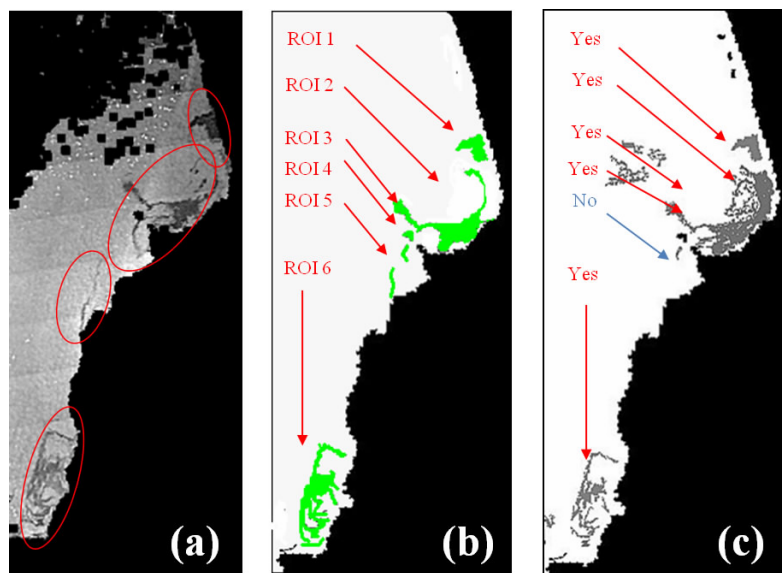 ROI 1
ROI 2
ROI 3
ROI 4
ROI 5
ROI 6
Yes
Yes
Yes
Yes
No
Yes
(a)
(b)
(c)